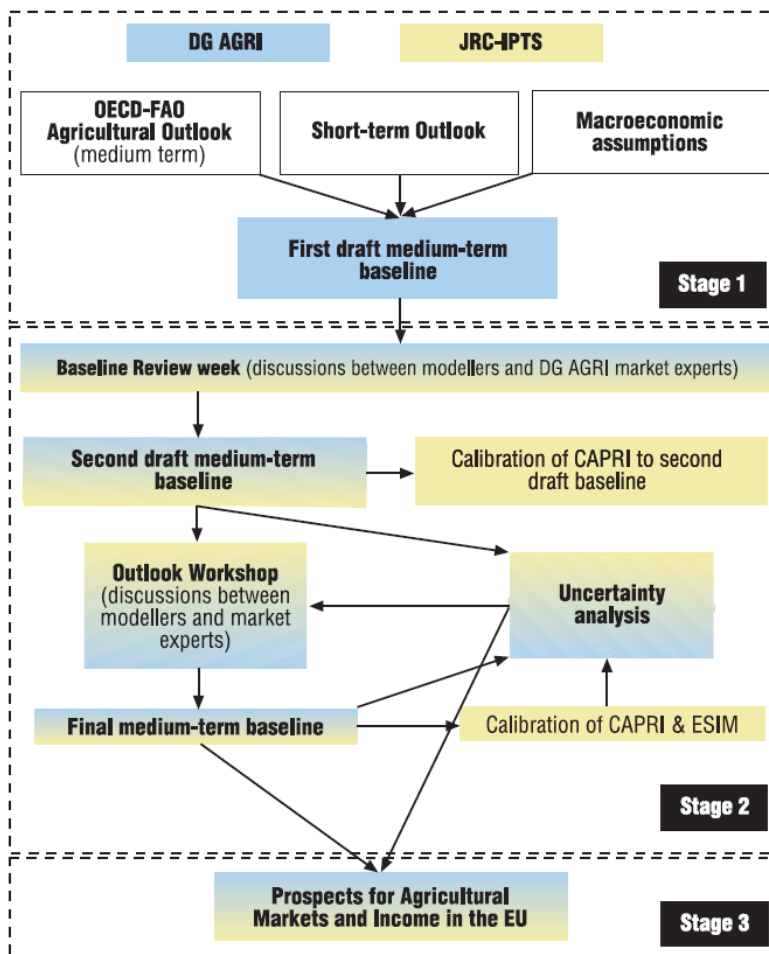 DG AGRI
JRC-IPTS
OECD-FAO
Agricultural Outlook
(medium term)
Short-term Outlook
Macroeconomic
assumptions
First draft medium-term
baseline
Stage 1
Baseline Review week (discussions between modellers and DG AGRI market experts)
Second draft medium-term
baseline
Calibration of CAPRI to second
draft baseline
Outlook Workshop
(discussions between
modellers and market
experts)
Uncertainty
analysis
Final medium-term baseline
Calibration of CAPRI & ESIM
Stage 2
Prospects for Agricultural
Markets and Income in the EU
Stage 3